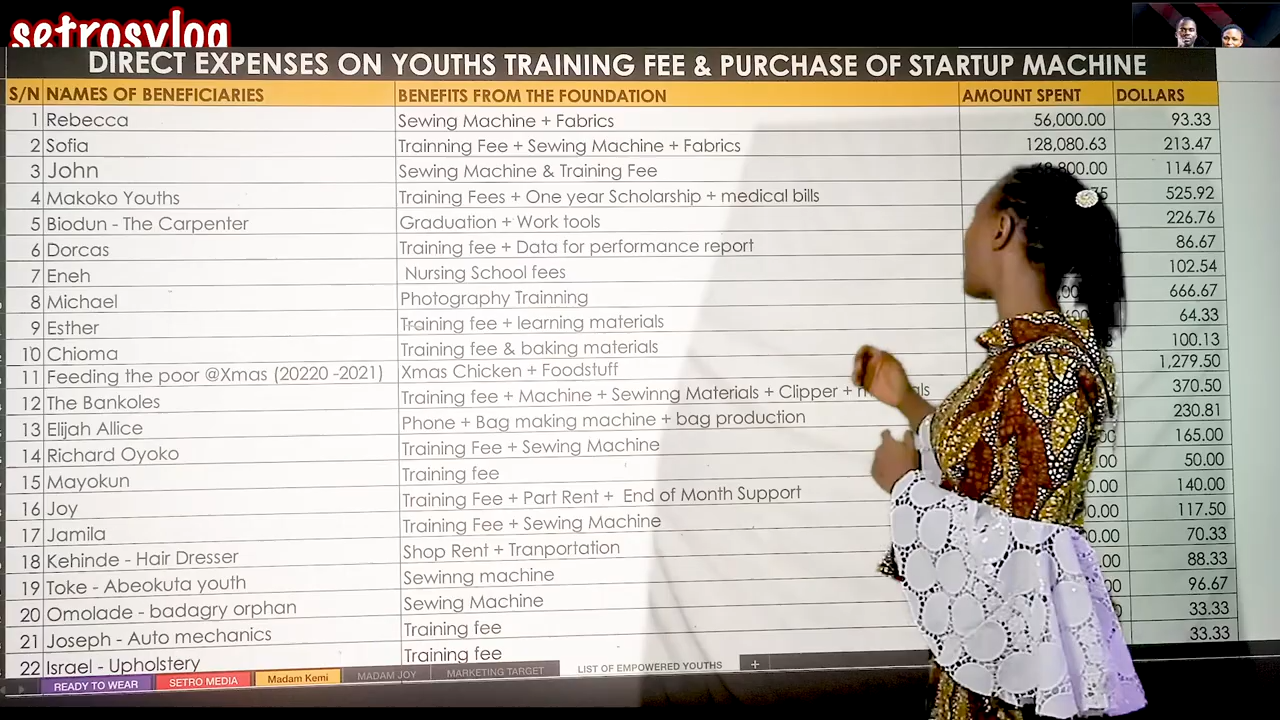 setrosvlog
DIRECT EXPENSES ON YOUTHS TRAINING FEE & PURCHASE OF STARTUP MACHINE
S/N NAMES OF BENEFICIARIES BENEFITS FROM THE FOUNDATION AMOUNT SPENT DOLLARS
1 Rebecca Sewing Machine + Fabrics 56,000.00 93.33
2 Sofia Trainning Fee + Sewing Machine + Fabrics 128,080.63 213.47
3 John Sewing Machine & Training Fee 114.67
4 Makoko Youths Training Fees + One year Scholarship + medical bills 525.92
5 Biodun - The Carpenter Graduation + Work tools 226.76
6 Dorcas Training fee + Data for performance report 86.67
7 Eneh Nursing School fees 102.54
8 Michael Photography Trainning 666.67
9 Esther Training fee + learning materials 64.33
10 Chioma Training fee & baking materials 100.13
11 Feeding the poor @Xmas (20220 -2021) Xmas Chicken + Foodstuff 1,279.50
12 The Bankoles Training fee + Machine + Sewinng Materials + Clipper + 370.50
13 Elijah Allice Phone + Bag making machine + bag production 230.81
14 Richard Oyoko Training Fee + Sewing Machine 165.00
15 Mayokun Training fee 50.00
16 Joy Training Fee + Part Rent + End of Month Support 140.00
17 Jamila Training Fee + Sewing Machine 117.50
18 Kehinde - Hair Dresser Shop Rent + Tranportation 70.33
19 Toke - Abeokuta youth Sewinng machine 88.33
20 Omolade - badagry orphan Sewing Machine 96.67
21 Joseph - Auto mechanics Training fee 33.33
22 Israel - Upholstery Training fee 33.33
READY TO WEAR SETRO MEDIA Madam Kemi MADAM JOY MARKETING TARGET LIST OF EMPOWERED YOUTHS +